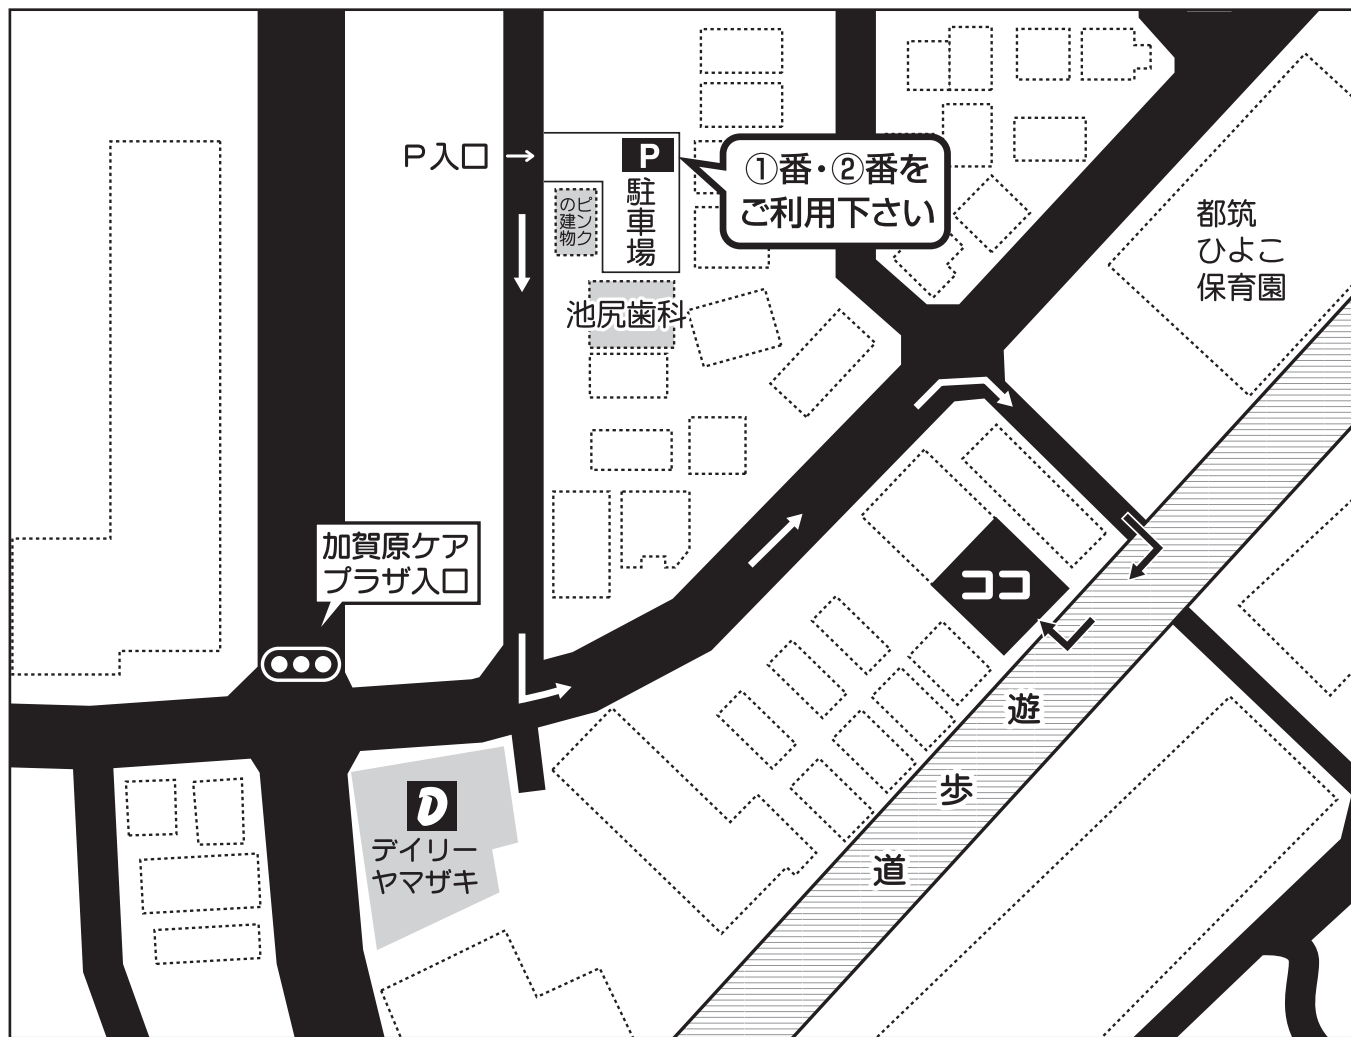 P入口
P
駐車場
①番・②番を
ご利用下さい
ピンク
の建物
池尻歯科
都筑
ひよこ
保育園
加賀原ケア
プラザ入口
ココ
D
デイリー
ヤマザキ
遊歩道